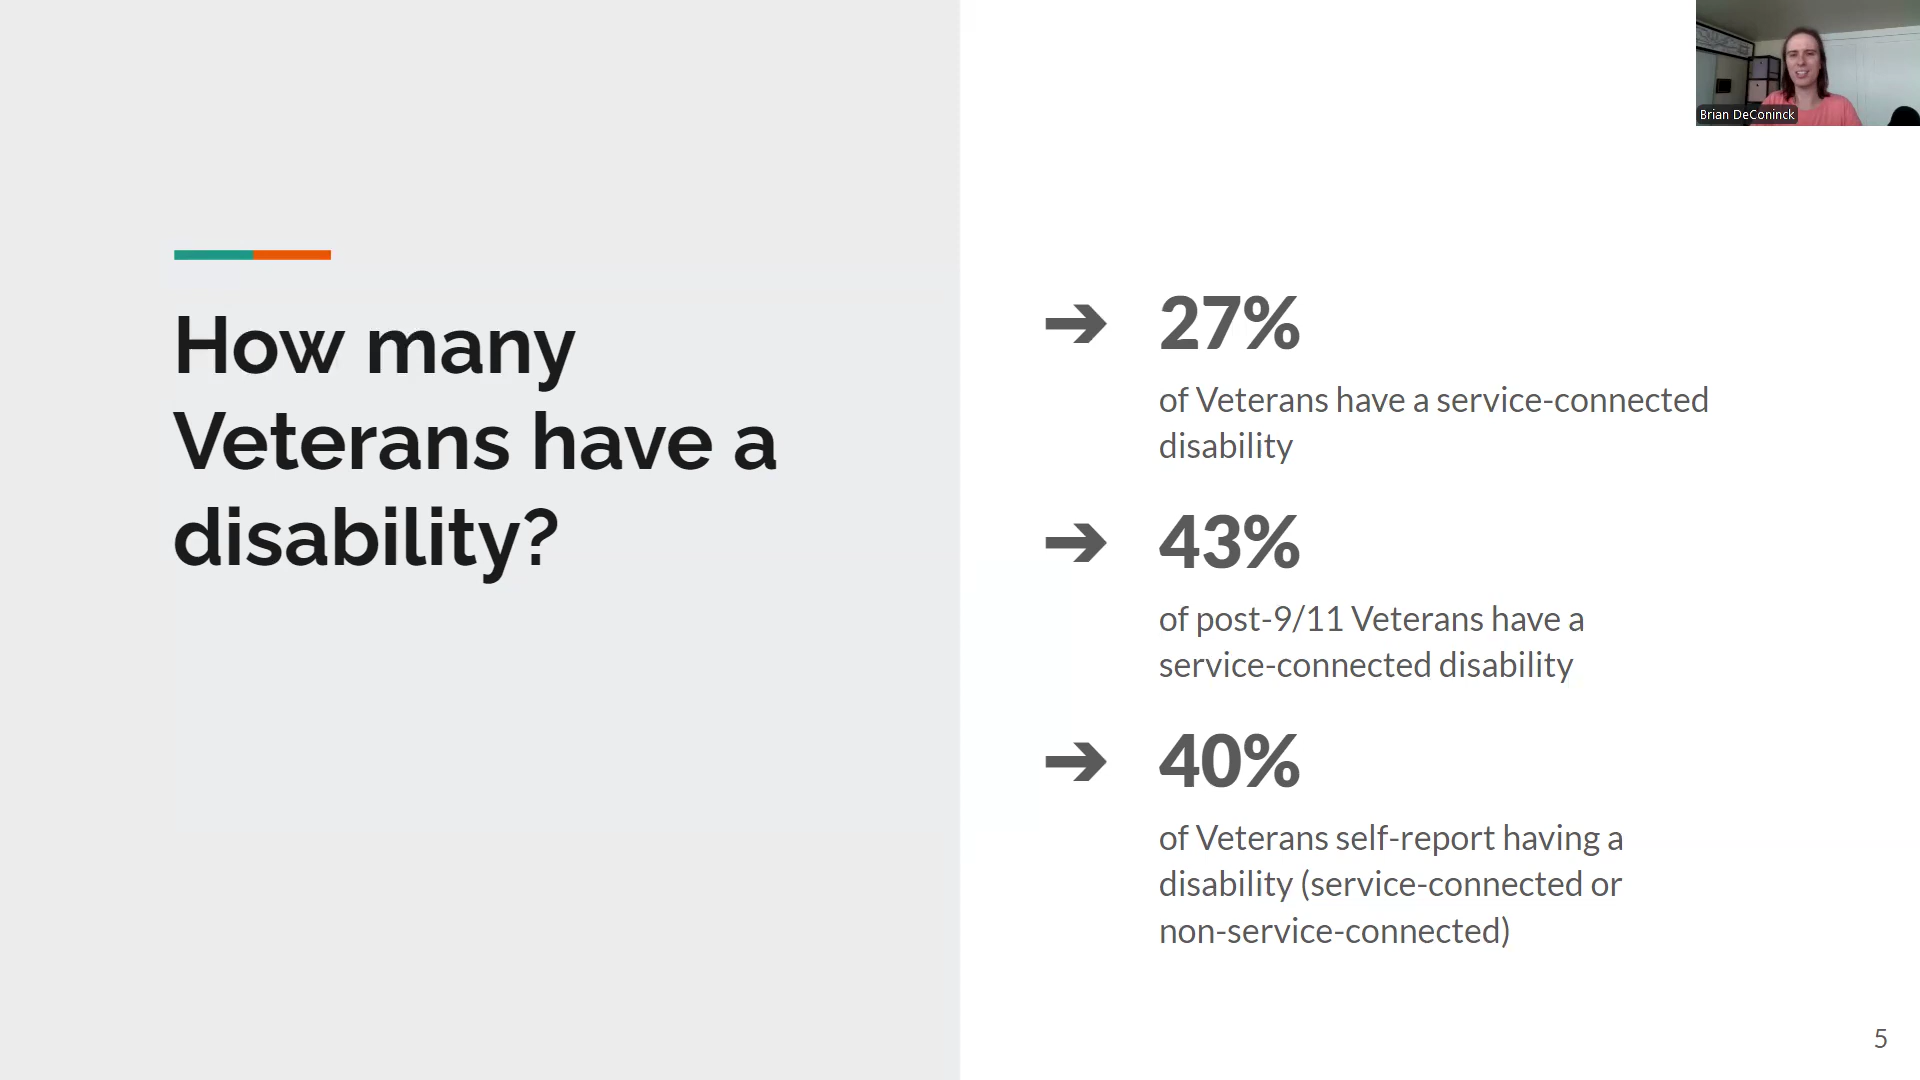 How many
Veterans have a
disability?
➔ 27%
of Veterans have a service-connected
disability
➔ 43%
of post-9/11 Veterans have a
service-connected disability
➔ 40%
of Veterans self-report having a
disability (service-connected or
non-service-connected)
Brian DeConinck
5